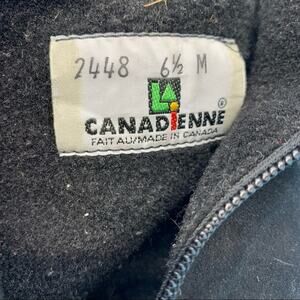 2448 6½ M
LA
CANADiENNE ®
FAIT AU/MADE IN CANADA